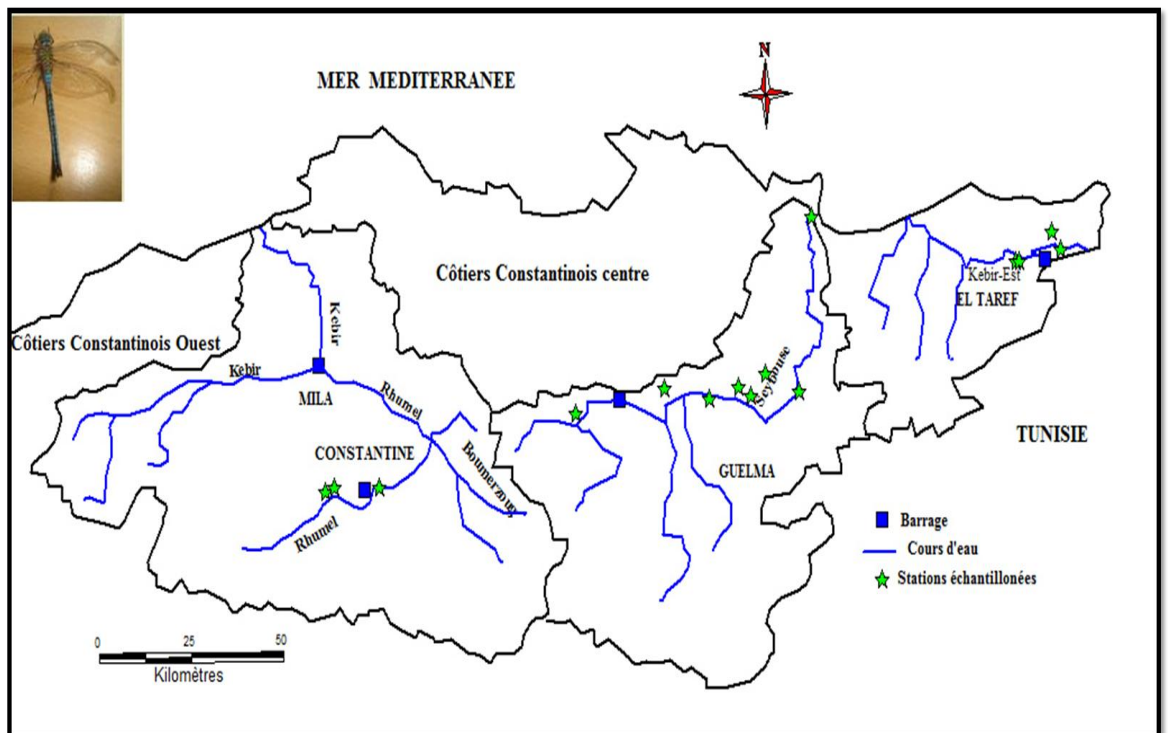 N
MER MEDITERRANEE
Côtiers Constantinois centre
Kebir-Est
EL TAREF
Kebir
Côtiers Constantinois Ouest
Kebir
Rhumel
Seybouse
MILA
TUNISIE
CONSTANTINE
Boumerzoug
GUELMA
Rhumel
Barrage
Cours d'eau
Stations échantillonées
0 25 50
Kilomètres